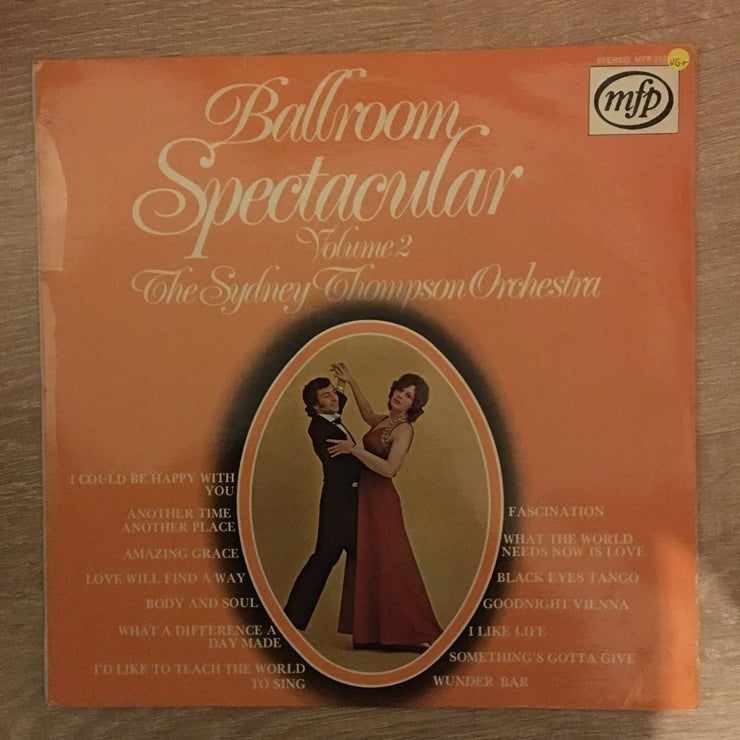 STEREO MFP
VG+
mfp
Ballroom
Spectacular
Volume 2
The Sydney Thompson Orchestra
I COULD BE HAPPY WITH
YOU
ANOTHER TIME
ANOTHER PLACE
AMAZING GRACE
LOVE WILL FIND A WAY
BODY AND SOUL
WHAT A DIFFERENCE A
DAY MADE
I'D LIKE TO TEACH THE WORLD
TO SING
FASCINATION
WHAT THE WORLD
NEEDS NOW IS LOVE
BLACK EYES TANGO
GOODNIGHT VIENNA
I LIKE LIFE
SOMETHING'S GOTTA GIVE
WUNDER BAR